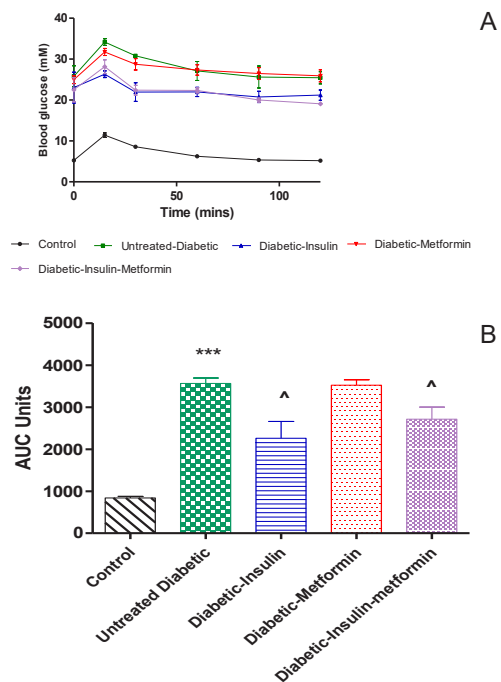 A
Blood glucose (mM)
40
30
20
10
0
0
50
100
Time (mins)
Control
Untreated-Diabetic
Diabetic-Insulin
Diabetic-Metformin
Diabetic-Insulin-Metformin
B
AUC Units
5000
4000
3000
2000
1000
0
***
^
^
Control
Untreated Diabetic
Diabetic-Insulin
Diabetic-Metformin
Diabetic-Insulin-metformin